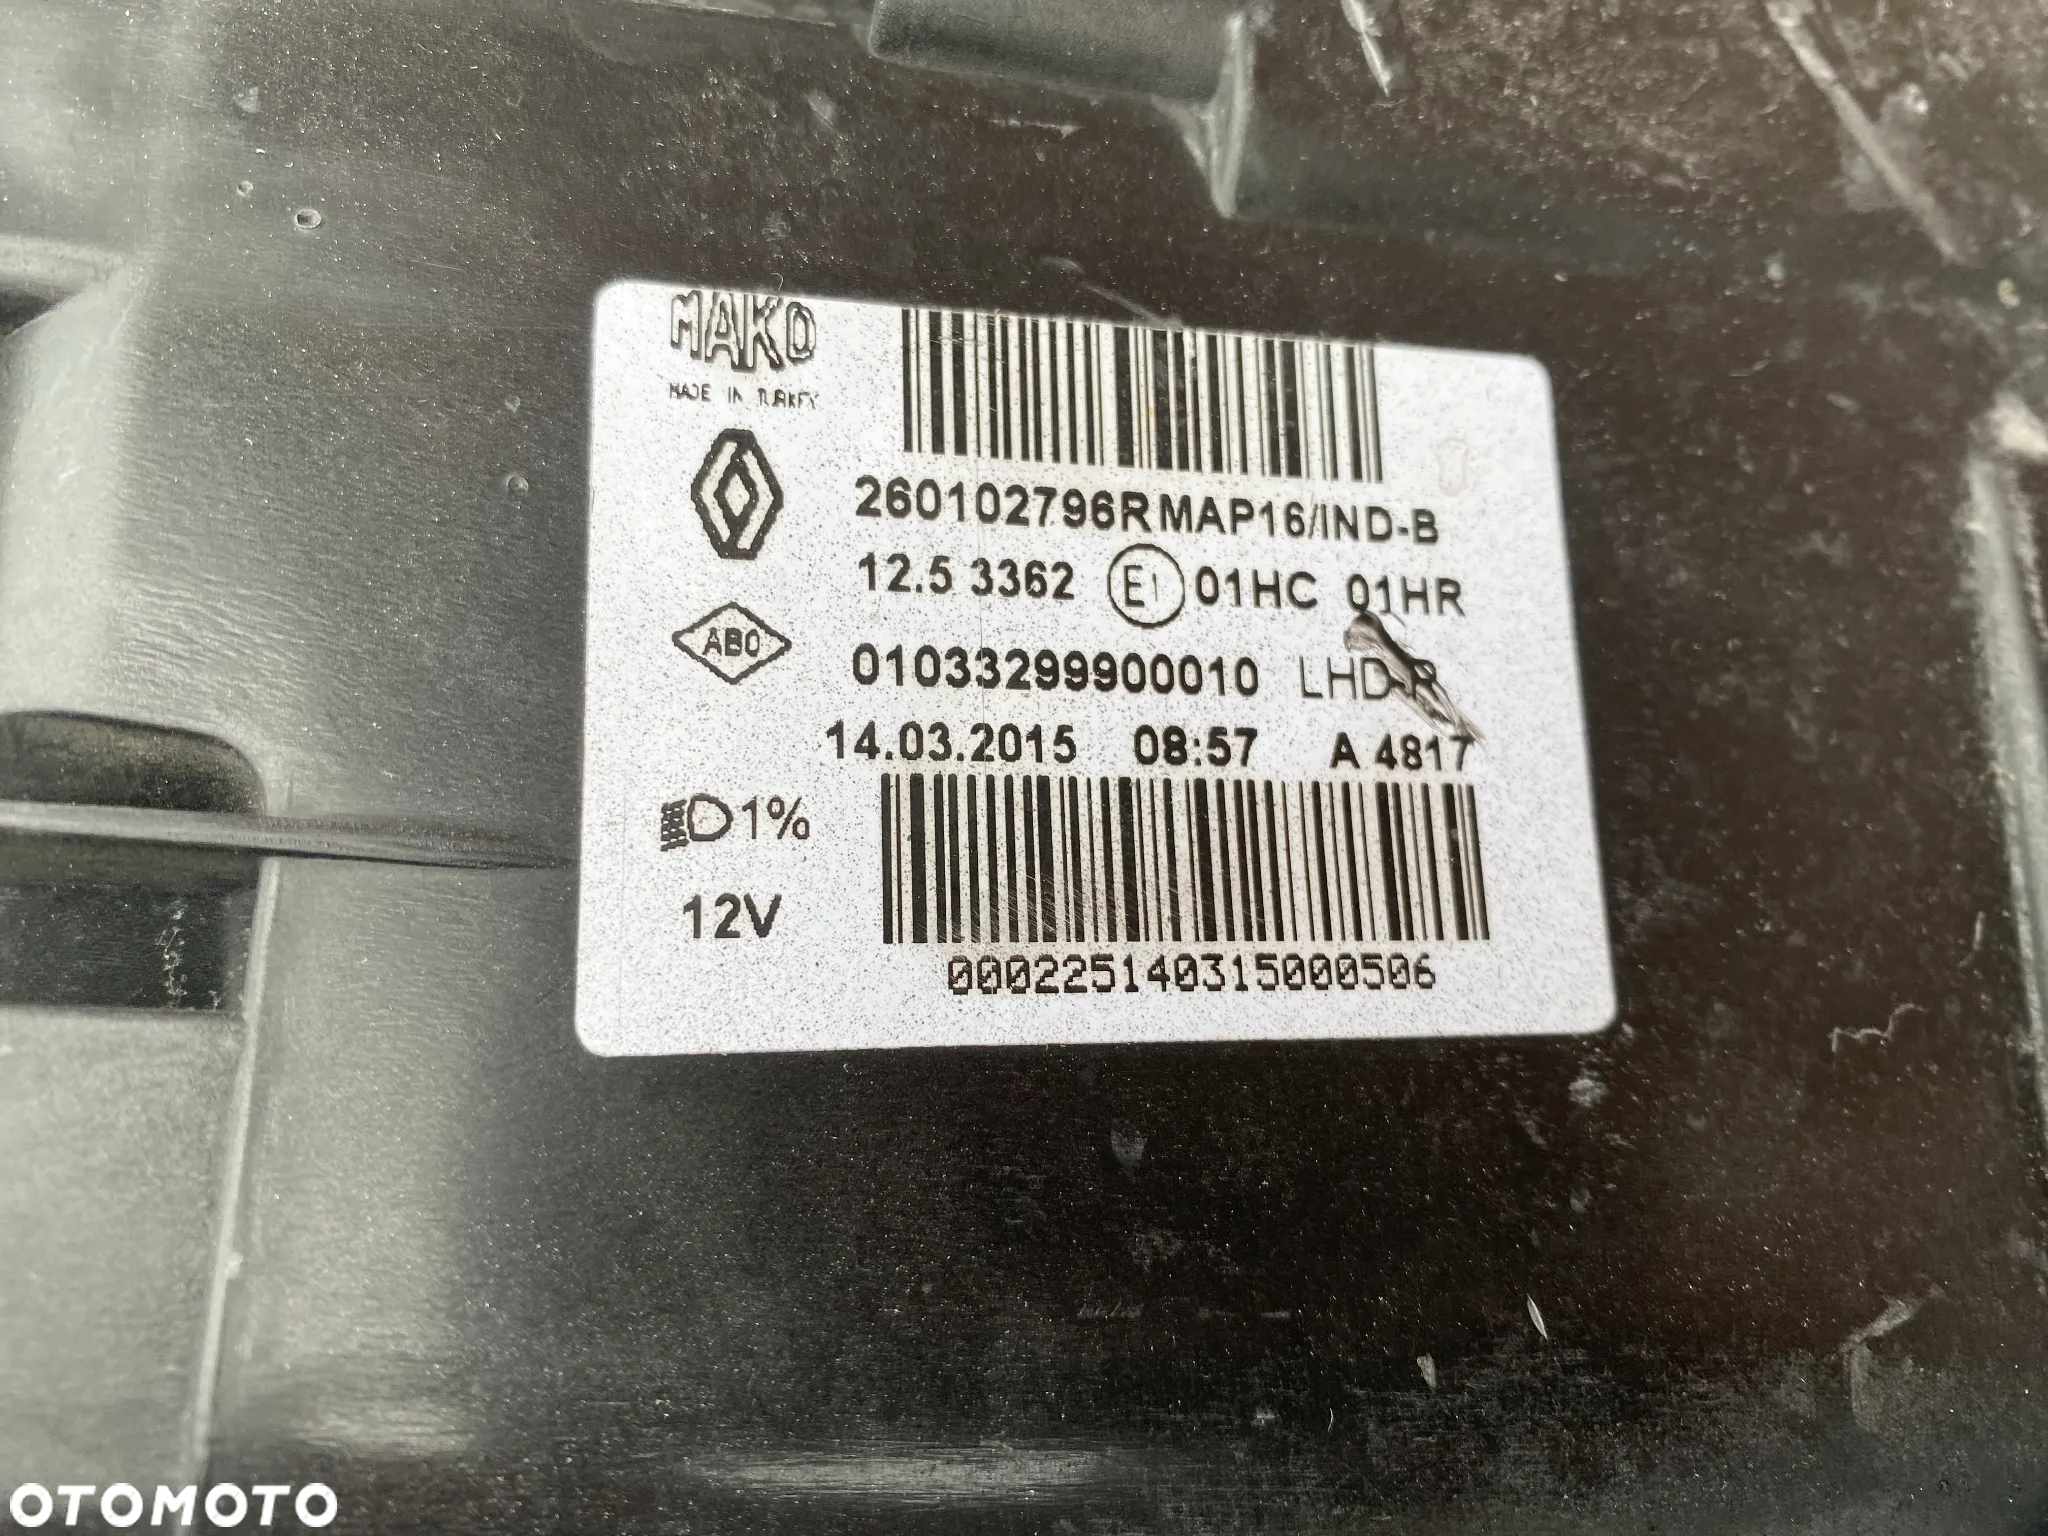 MAKO
MADE IN TURKEY
260102796R MAP16/IND-B
12.5 3362 E1 01HC 01HR
ABO
01033299900010 LHD-R
14.03.2015 08:57 A 4817
1%
12V
000225140315000506
OTOMOTO